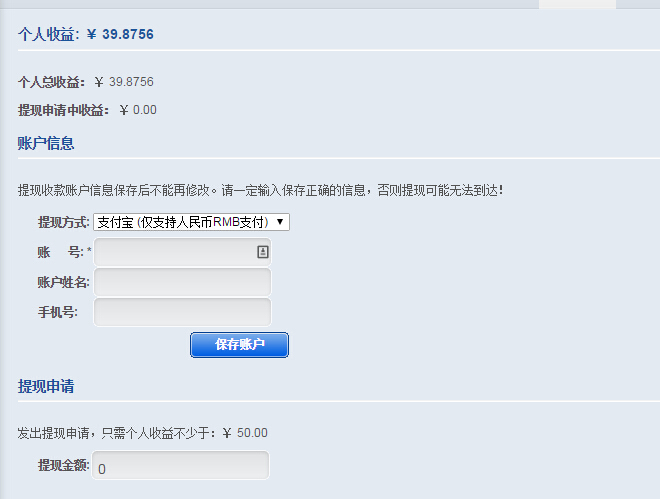 个人收益: ￥ 39.8756
个人总收益: ￥ 39.8756
提现申请中收益: ￥ 0.00
账户信息
提现收款账户信息保存后不能再修改。请一定输入保存正确的信息，否则提现可能无法到达!
提现方式: 支付宝 (仅支持人民币RMB支付)
账 号: *
账户姓名:
手机号:
保存账户
提现申请
发出提现申请，只需个人收益不少于: ￥ 50.00
提现金额: 0